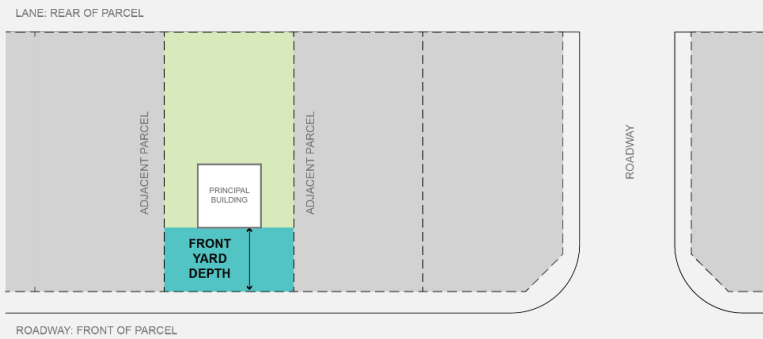 LANE: REAR OF PARCEL
ADJACENT PARCEL
ADJACENT PARCEL
ROADWAY
PRINCIPAL
BUILDING
FRONT
YARD
DEPTH
ROADWAY: FRONT OF PARCEL